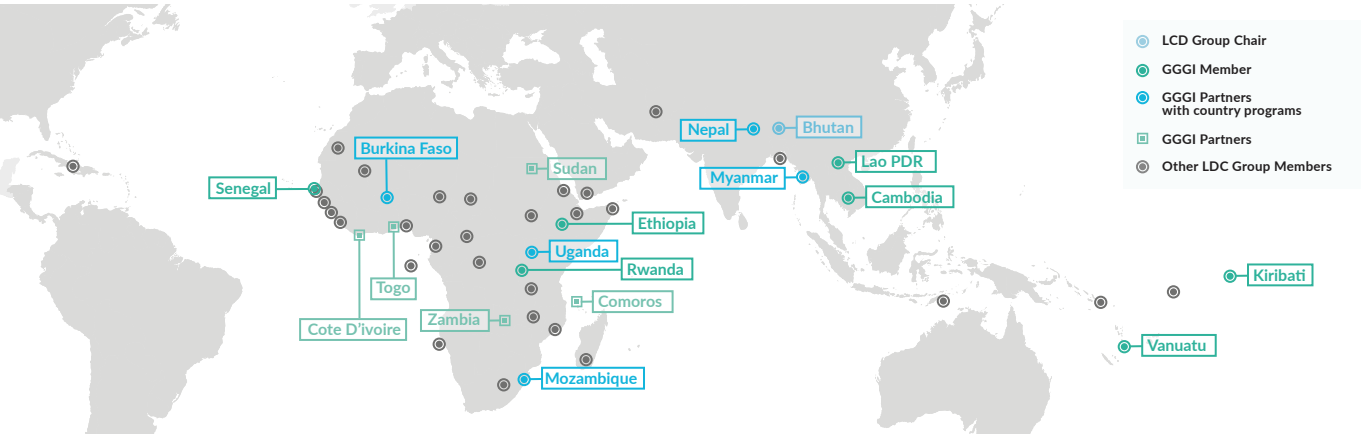 LCD Group Chair
GGGI Member
GGGI Partners
with country programs
GGGI Partners
Other LDC Group Members
Nepal
Bhutan
Burkina Faso
Lao PDR
Sudan
Myanmar
Senegal
Cambodia
Ethiopia
Uganda
Rwanda
Kiribati
Togo
Comoros
Zambia
Cote D'ivoire
Vanuatu
Mozambique